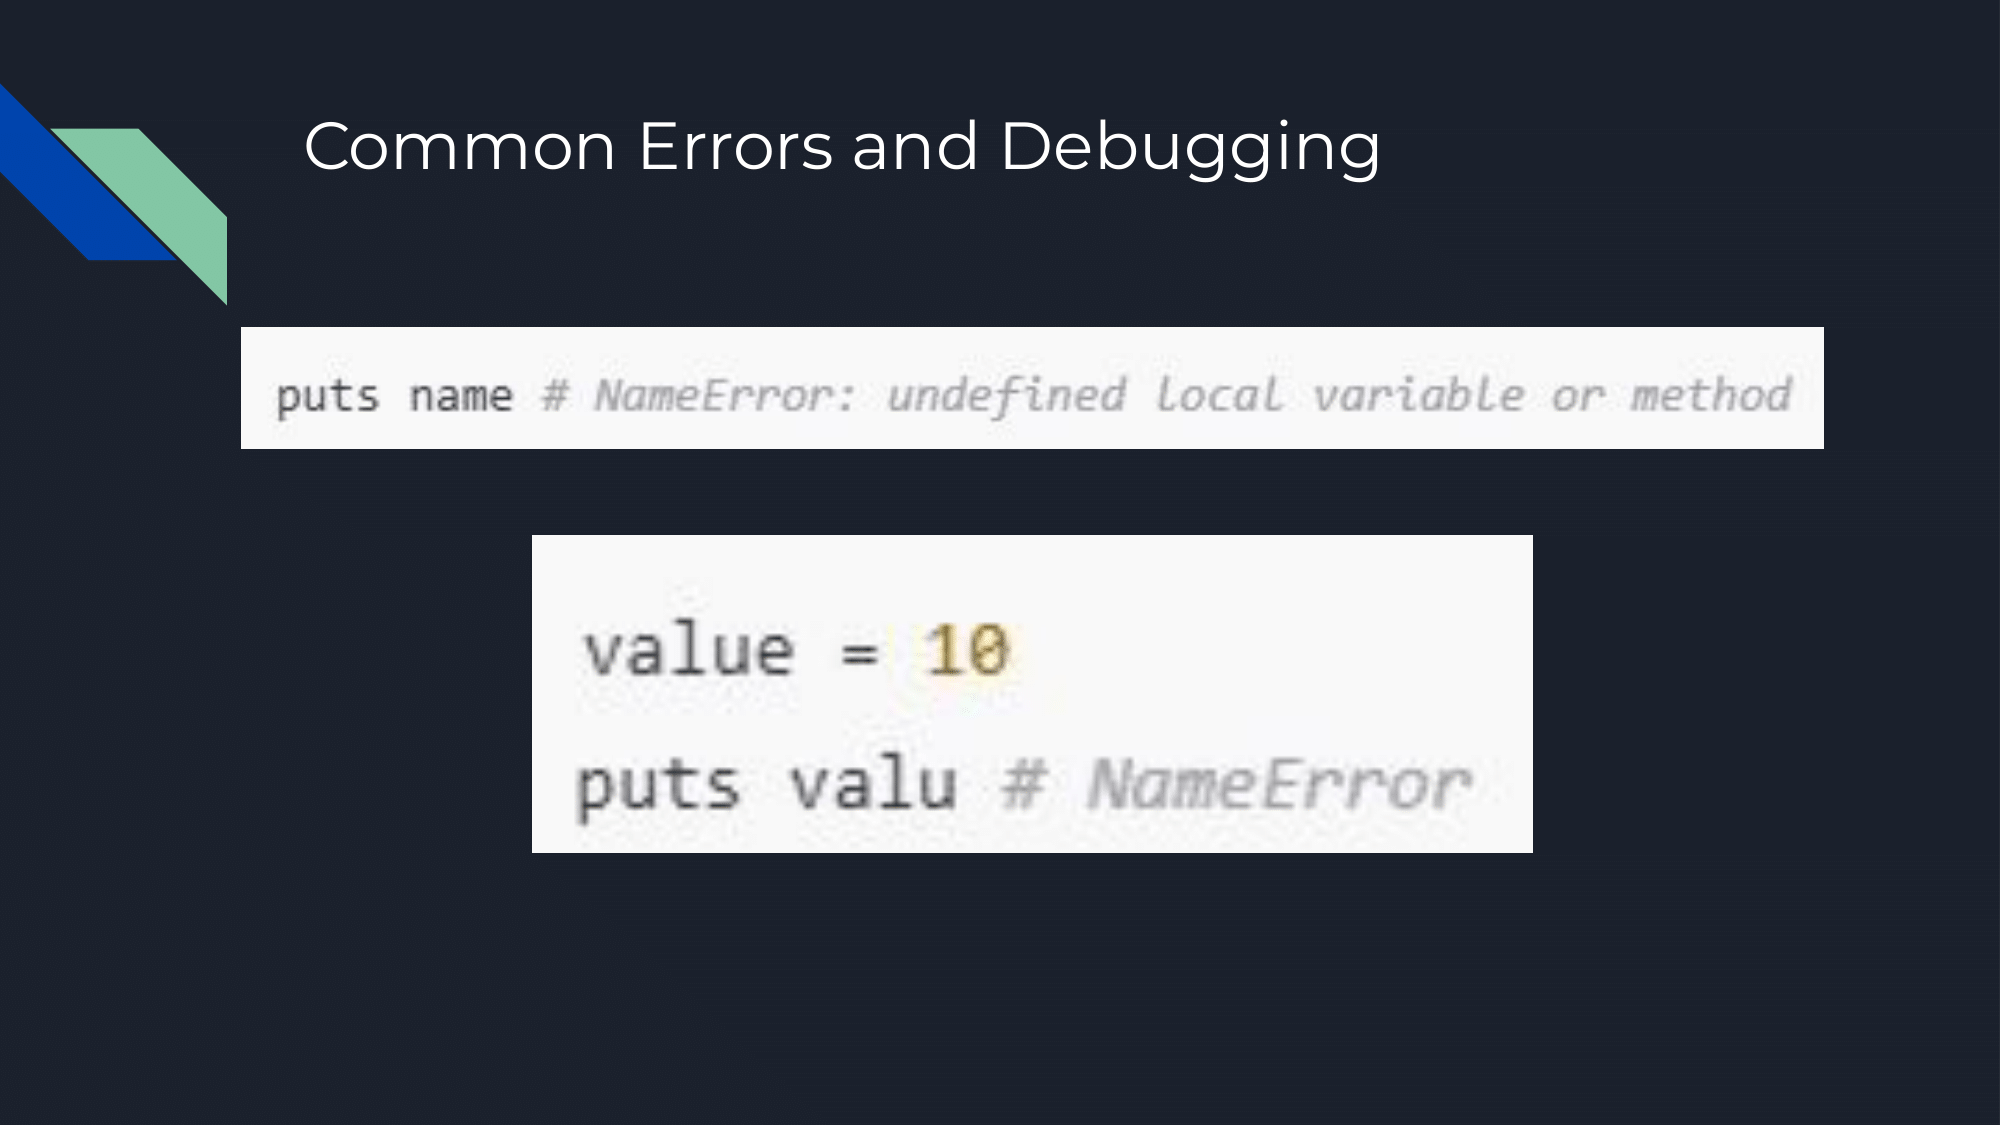 Common Errors and Debugging
puts name # NameError: undefined local variable or method
value = 10
puts valu # NameError